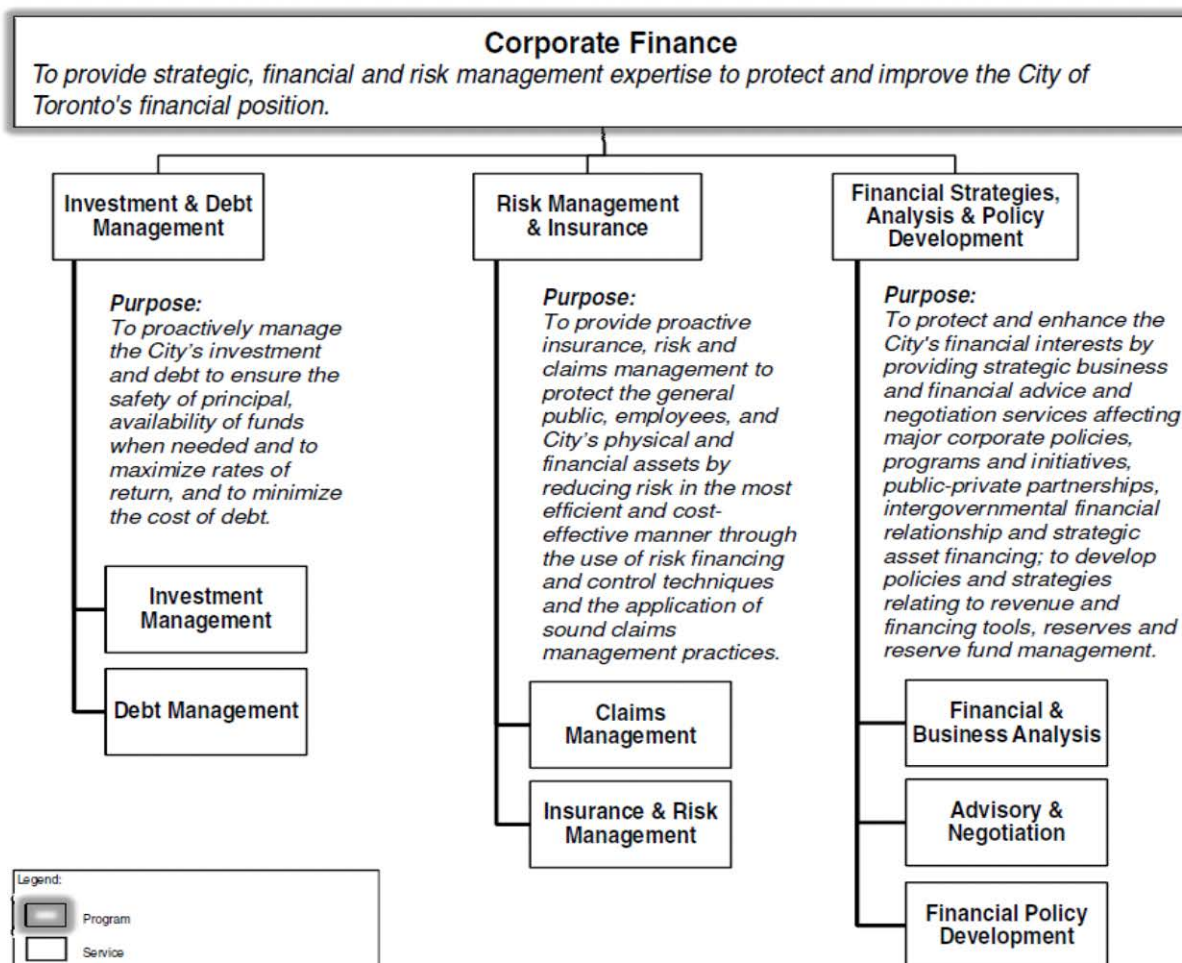 Corporate Finance
To provide strategic, financial and risk management expertise to protect and improve the City of
Toronto's financial position.
Investment & Debt
Management
Purpose:
To proactively manage
the City's investment
and debt to ensure the
safety of principal,
availability of funds
when needed and to
maximize rates of
return, and to minimize
the cost of debt.
Investment
Management
Debt Management
Risk Management
& Insurance
Purpose:
To provide proactive
insurance, risk and
claims management to
protect the general
public, employees, and
City's physical and
financial assets by
reducing risk in the most
efficient and cost-
effective manner through
the use of risk financing
and control techniques
and the application of
sound claims
management practices.
Claims
Management
Insurance & Risk
Management
Financial Strategies,
Analysis & Policy
Development
Purpose:
To protect and enhance the
City's financial interests by
providing strategic business
and financial advice and
negotiation services affecting
major corporate policies,
programs and initiatives,
public-private partnerships,
intergovernmental financial
relationship and strategic
asset financing; to develop
policies and strategies
relating to revenue and
financing tools, reserves and
reserve fund management.
Financial &
Business Analysis
Advisory &
Negotiation
Financial Policy
Development
Legend:
Program
Service